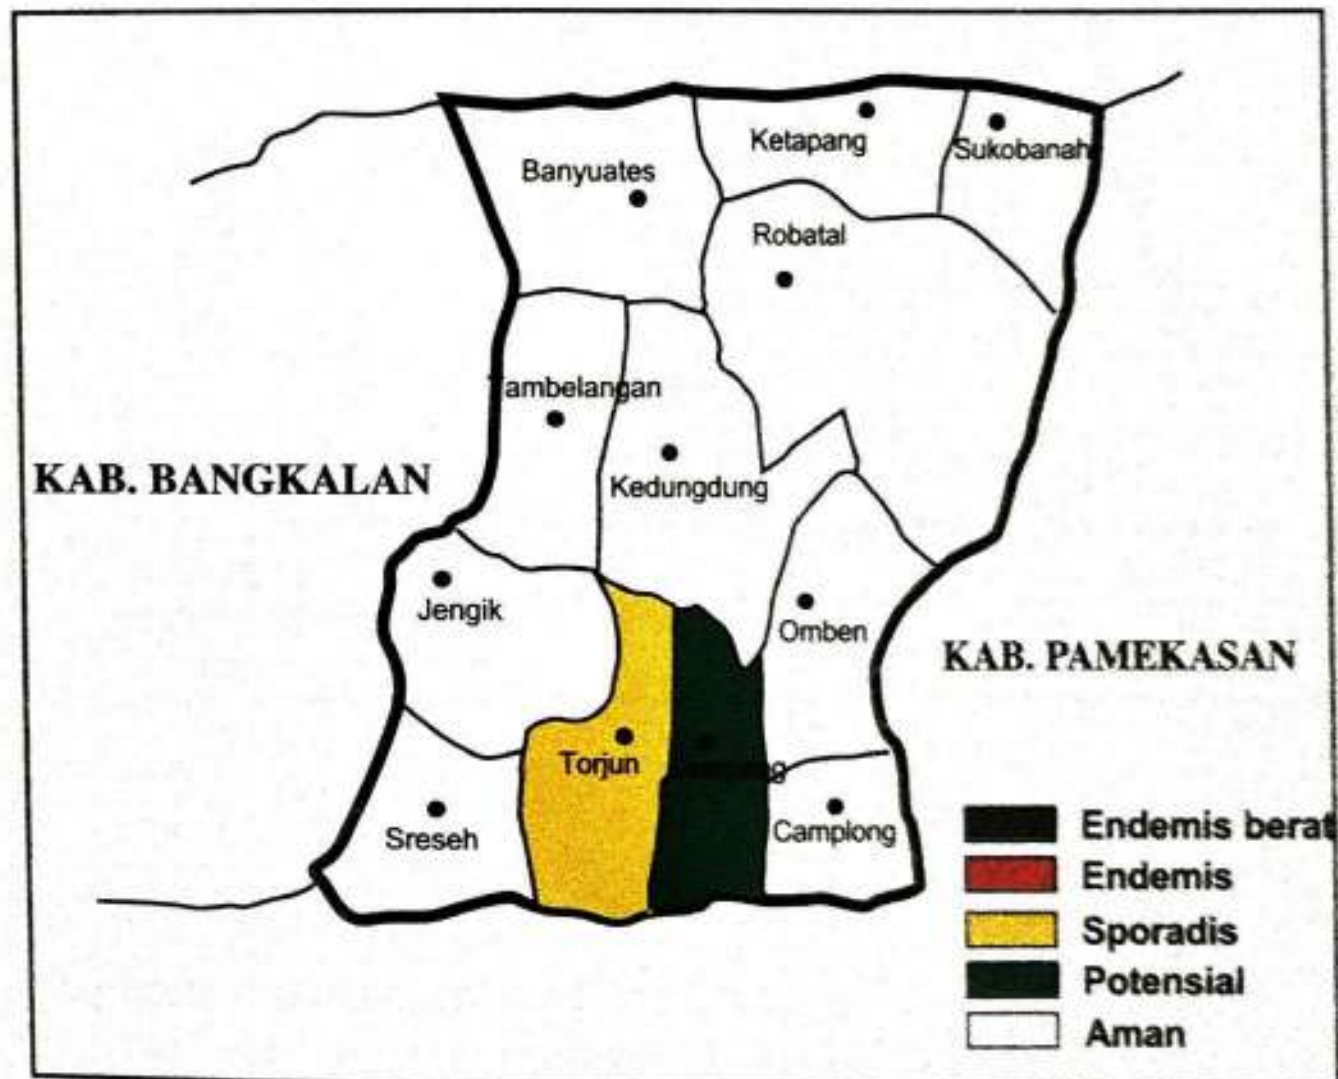 Ketapang
Sukobanah
Banyuates
Robatal
Tambelangan
KAB. BANGKALAN
Kedungdung
Jengik
Omben
KAB. PAMEKASAN
Torjun
Camplong
Sreseh
Endemis berat
Endemis
Sporadis
Potensial
Aman